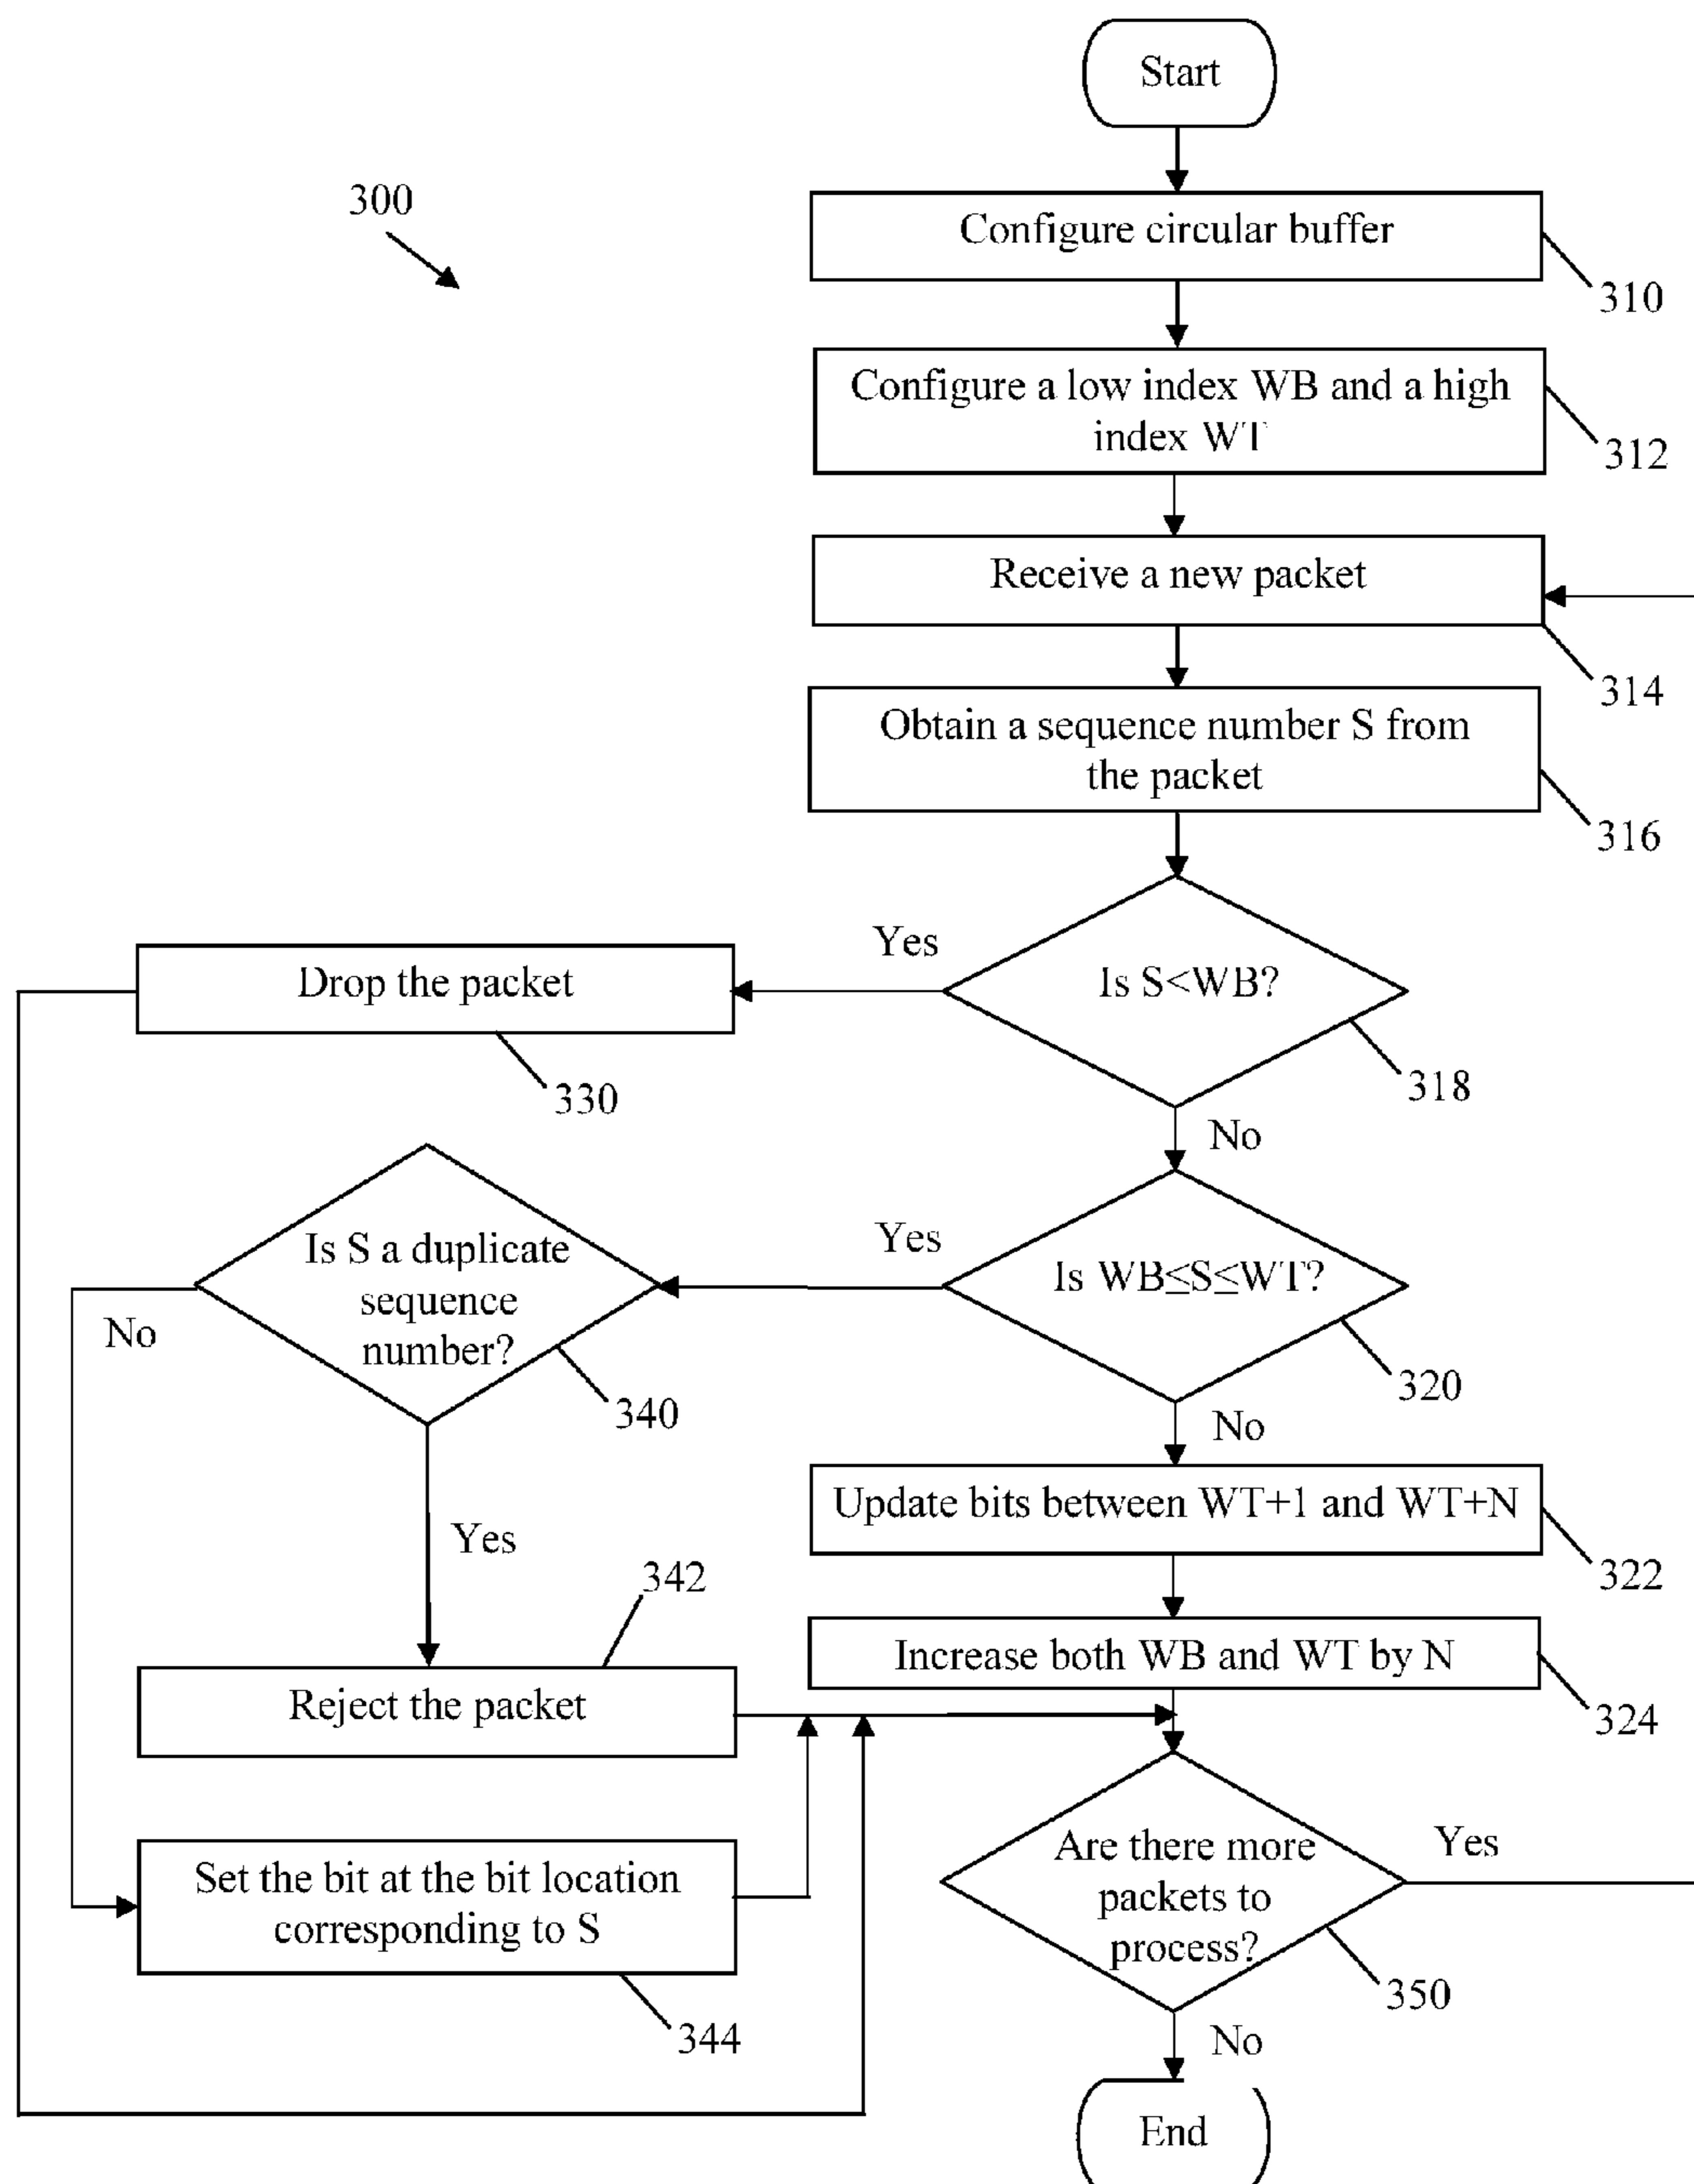 Start
300
Configure circular buffer
310
Configure a low index WB and a high
index WT
312
Receive a new packet
314
Obtain a sequence number S from
the packet
316
Is S<WB?
Yes
318
Drop the packet
330
No
Is WB≤S≤WT?
Yes
320
Is S a duplicate
sequence
number?
No
340
No
Update bits between WT+1 and WT+N
322
Yes
342
Increase both WB and WT by N
324
Reject the packet
Are there more
packets to
process?
Yes
350
Set the bit at the bit location
corresponding to S
344
No
End